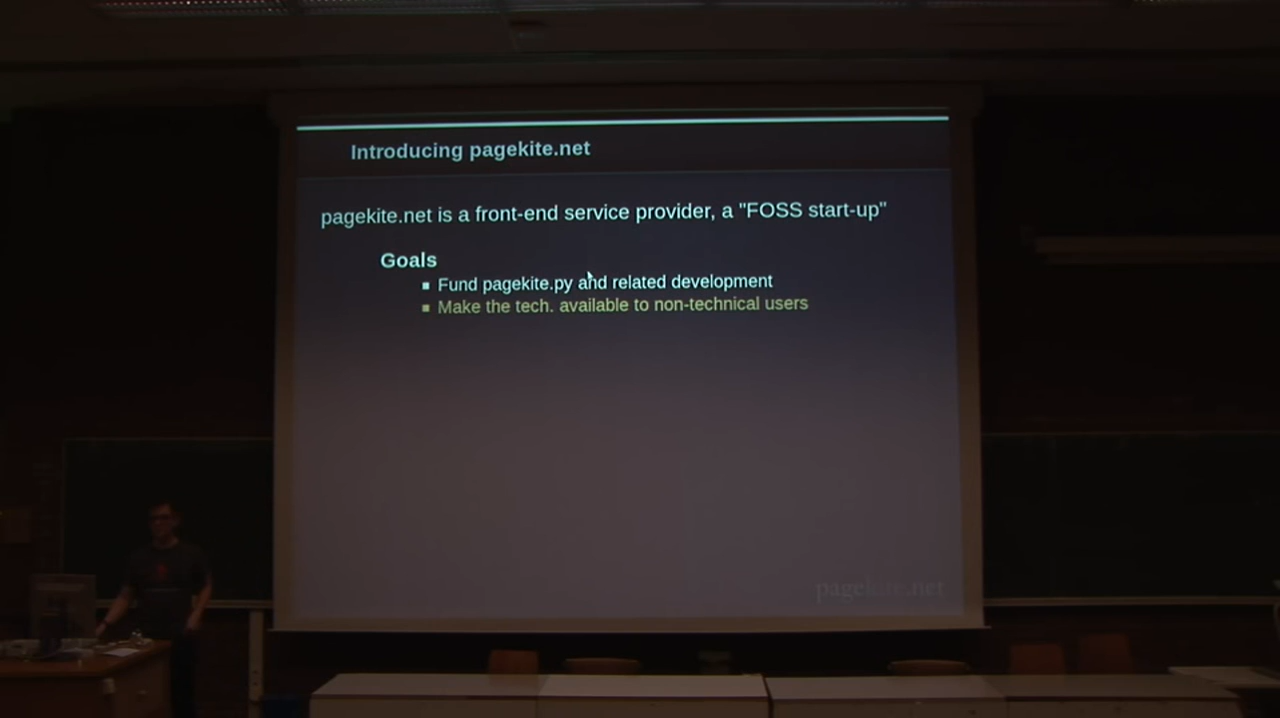 Introducing pagekite.net
pagekite.net is a front-end service provider, a "FOSS start-up"
Goals
Fund pagekite.py and related development
Make the tech. available to non-technical users
pagekite.net